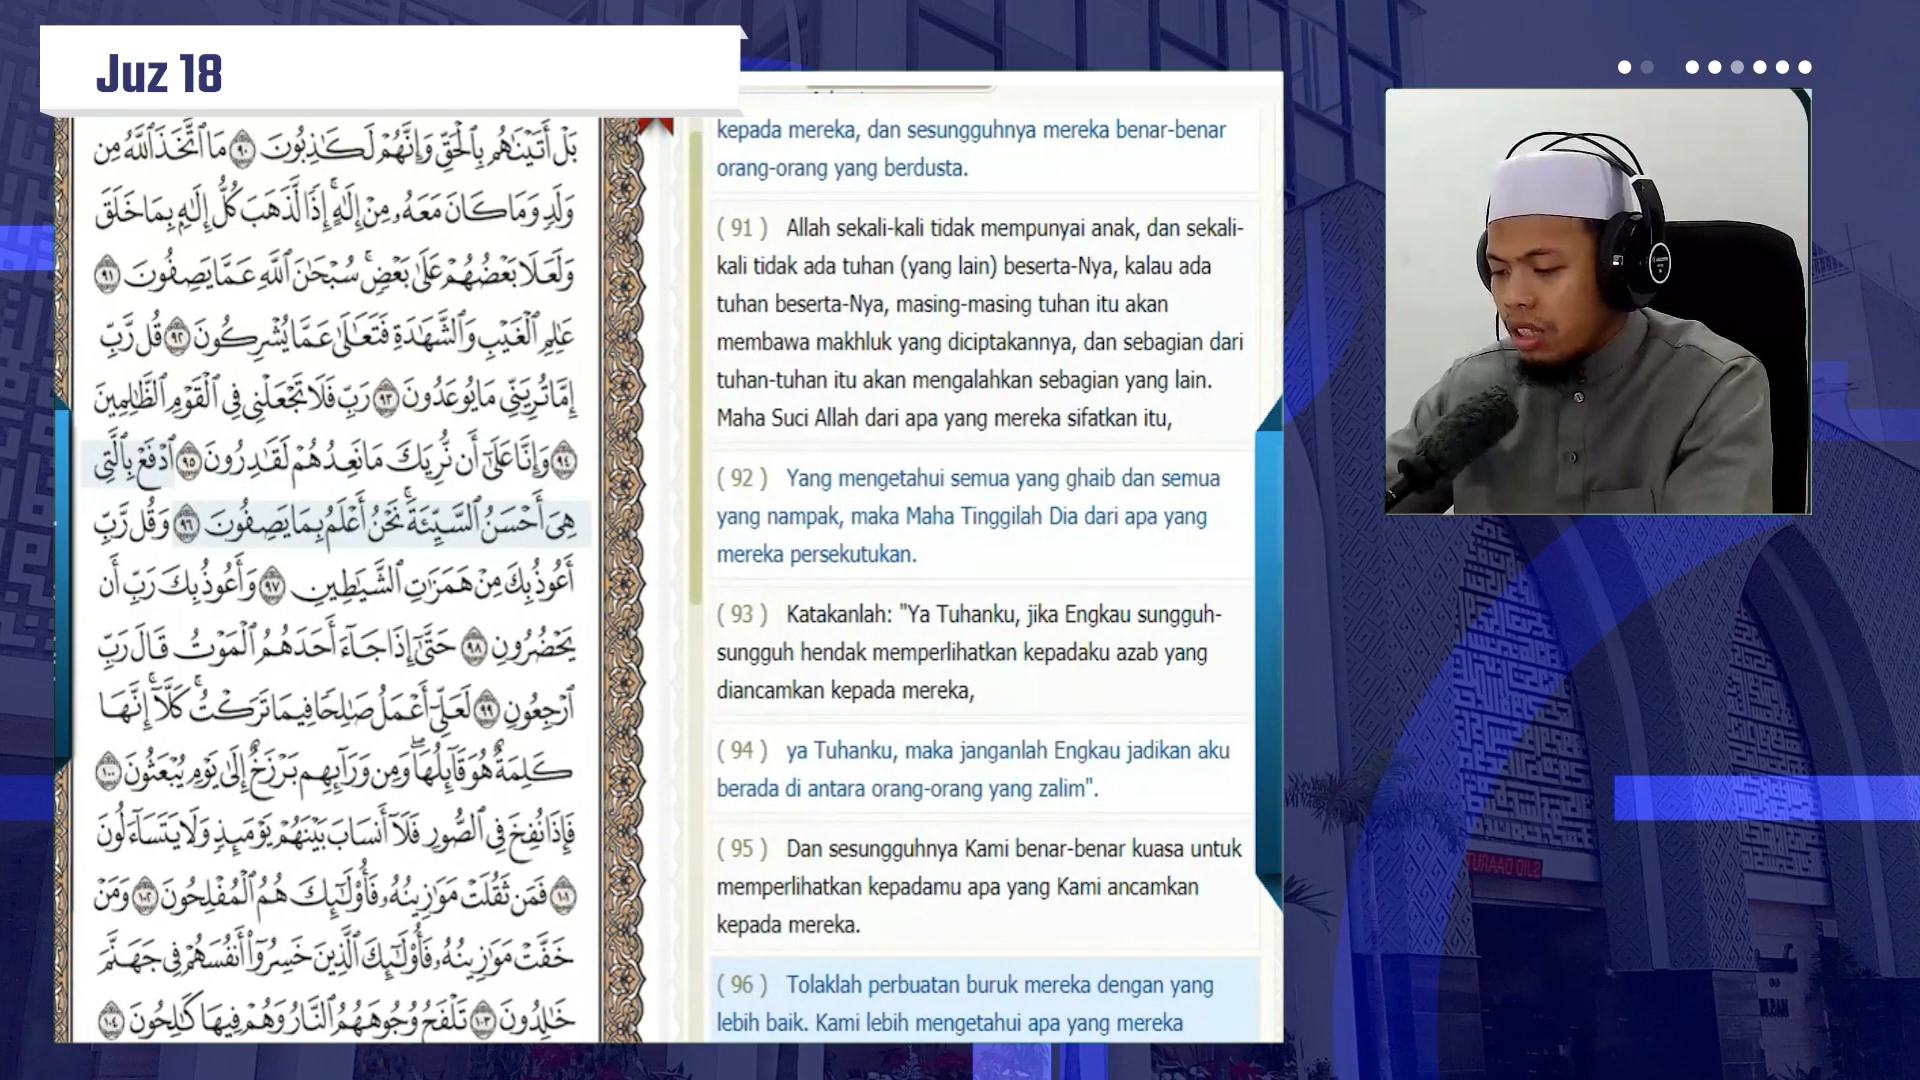 Juz 18
بَلْ أَتَيْنَٰهُم بِٱلْحَقِّ وَإِنَّهُمْ لَكَٰذِبُونَ ۝٩٠ مَا ٱتَّخَذَ ٱللَّهُ مِن
وَلَدٍ وَمَا كَانَ مَعَهُۥ مِنْ إِلَٰهٍ ۚ إِذًا لَّذَهَبَ كُلُّ إِلَٰهٍۭ بِمَا خَلَقَ
وَلَعَلَا بَعْضُهُمْ عَلَىٰ بَعْضٍ ۚ سُبْحَٰنَ ٱللَّهِ عَمَّا يَصِفُونَ ۝٩١
عَٰلِمِ ٱلْغَيْبِ وَٱلشَّهَٰدَةِ فَتَعَٰلَىٰ عَمَّا يُشْرِكُونَ ۝٩٢ قُل رَّبِّ
إِمَّا تُرِيَنِّي مَا يُوعَدُونَ ۝٩٣ رَبِّ فَلَا تَجْعَلْنِي فِي ٱلْقَوْمِ ٱلظَّٰلِمِينَ
۝٩٤ وَإِنَّا عَلَىٰٓ أَن نُّرِيَكَ مَا نَعِدُهُمْ لَقَٰدِرُونَ ۝٩٥ ٱدْفَعْ بِٱلَّتِي
هِيَ أَحْسَنُ ٱلسَّيِّئَةَ ۚ نَحْنُ أَعْلَمُ بِمَا يَصِفُونَ ۝٩٦ وَقُل رَّبِّ
أَعُوذُ بِكَ مِنْ هَمَزَٰتِ ٱلشَّيَٰطِينِ ۝٩٧ وَأَعُوذُ بِكَ رَبِّ أَن
يَحْضُرُونِ ۝٩٨ حَتَّىٰٓ إِذَا جَآءَ أَحَدَهُمُ ٱلْمَوْتُ قَالَ رَبِّ
ٱرْجِعُونِ ۝٩٩ لَعَلِّيٓ أَعْمَلُ صَٰلِحًا فِيمَا تَرَكْتُ ۚ كَلَّآ ۚ إِنَّهَا
كَلِمَةٌ هُوَ قَآئِلُهَا ۖ وَمِن وَرَآئِهِم بَرْزَخٌ إِلَىٰ يَوْمِ يُبْعَثُونَ ۝١٠٠
فَإِذَا نُفِخَ فِي ٱلصُّورِ فَلَآ أَنسَابَ بَيْنَهُمْ يَوْمَئِذٍ وَلَا يَتَسَآءَلُونَ
۝١٠١ فَمَن ثَقُلَتْ مَوَٰزِينُهُۥ فَأُو۟لَٰٓئِكَ هُمُ ٱلْمُفْلِحُونَ ۝١٠٢ وَمَنْ
خَفَّتْ مَوَٰزِينُهُۥ فَأُو۟لَٰٓئِكَ ٱلَّذِينَ خَسِرُوٓا۟ أَنفُسَهُمْ فِي جَهَنَّمَ
خَٰلِدُونَ ۝١٠٣ تَلْفَحُ وُجُوهَهُمُ ٱلنَّارُ وَهُمْ فِيهَا كَٰلِحُونَ ۝١٠٤
kepada mereka, dan sesungguhnya mereka benar-benar
orang-orang yang berdusta.
( 91 ) Allah sekali-kali tidak mempunyai anak, dan sekali-
kali tidak ada tuhan (yang lain) beserta-Nya, kalau ada
tuhan beserta-Nya, masing-masing tuhan itu akan
membawa makhluk yang diciptakannya, dan sebagian dari
tuhan-tuhan itu akan mengalahkan sebagian yang lain.
Maha Suci Allah dari apa yang mereka sifatkan itu,
( 92 ) Yang mengetahui semua yang ghaib dan semua
yang nampak, maka Maha Tinggilah Dia dari apa yang
mereka persekutukan.
( 93 ) Katakanlah: "Ya Tuhanku, jika Engkau sungguh-
sungguh hendak memperlihatkan kepadaku azab yang
diancamkan kepada mereka,
( 94 ) ya Tuhanku, maka janganlah Engkau jadikan aku
berada di antara orang-orang yang zalim".
( 95 ) Dan sesungguhnya Kami benar-benar kuasa untuk
memperlihatkan kepadamu apa yang Kami ancamkan
kepada mereka.
( 96 ) Tolaklah perbuatan buruk mereka dengan yang
lebih baik. Kami lebih mengetahui apa yang mereka